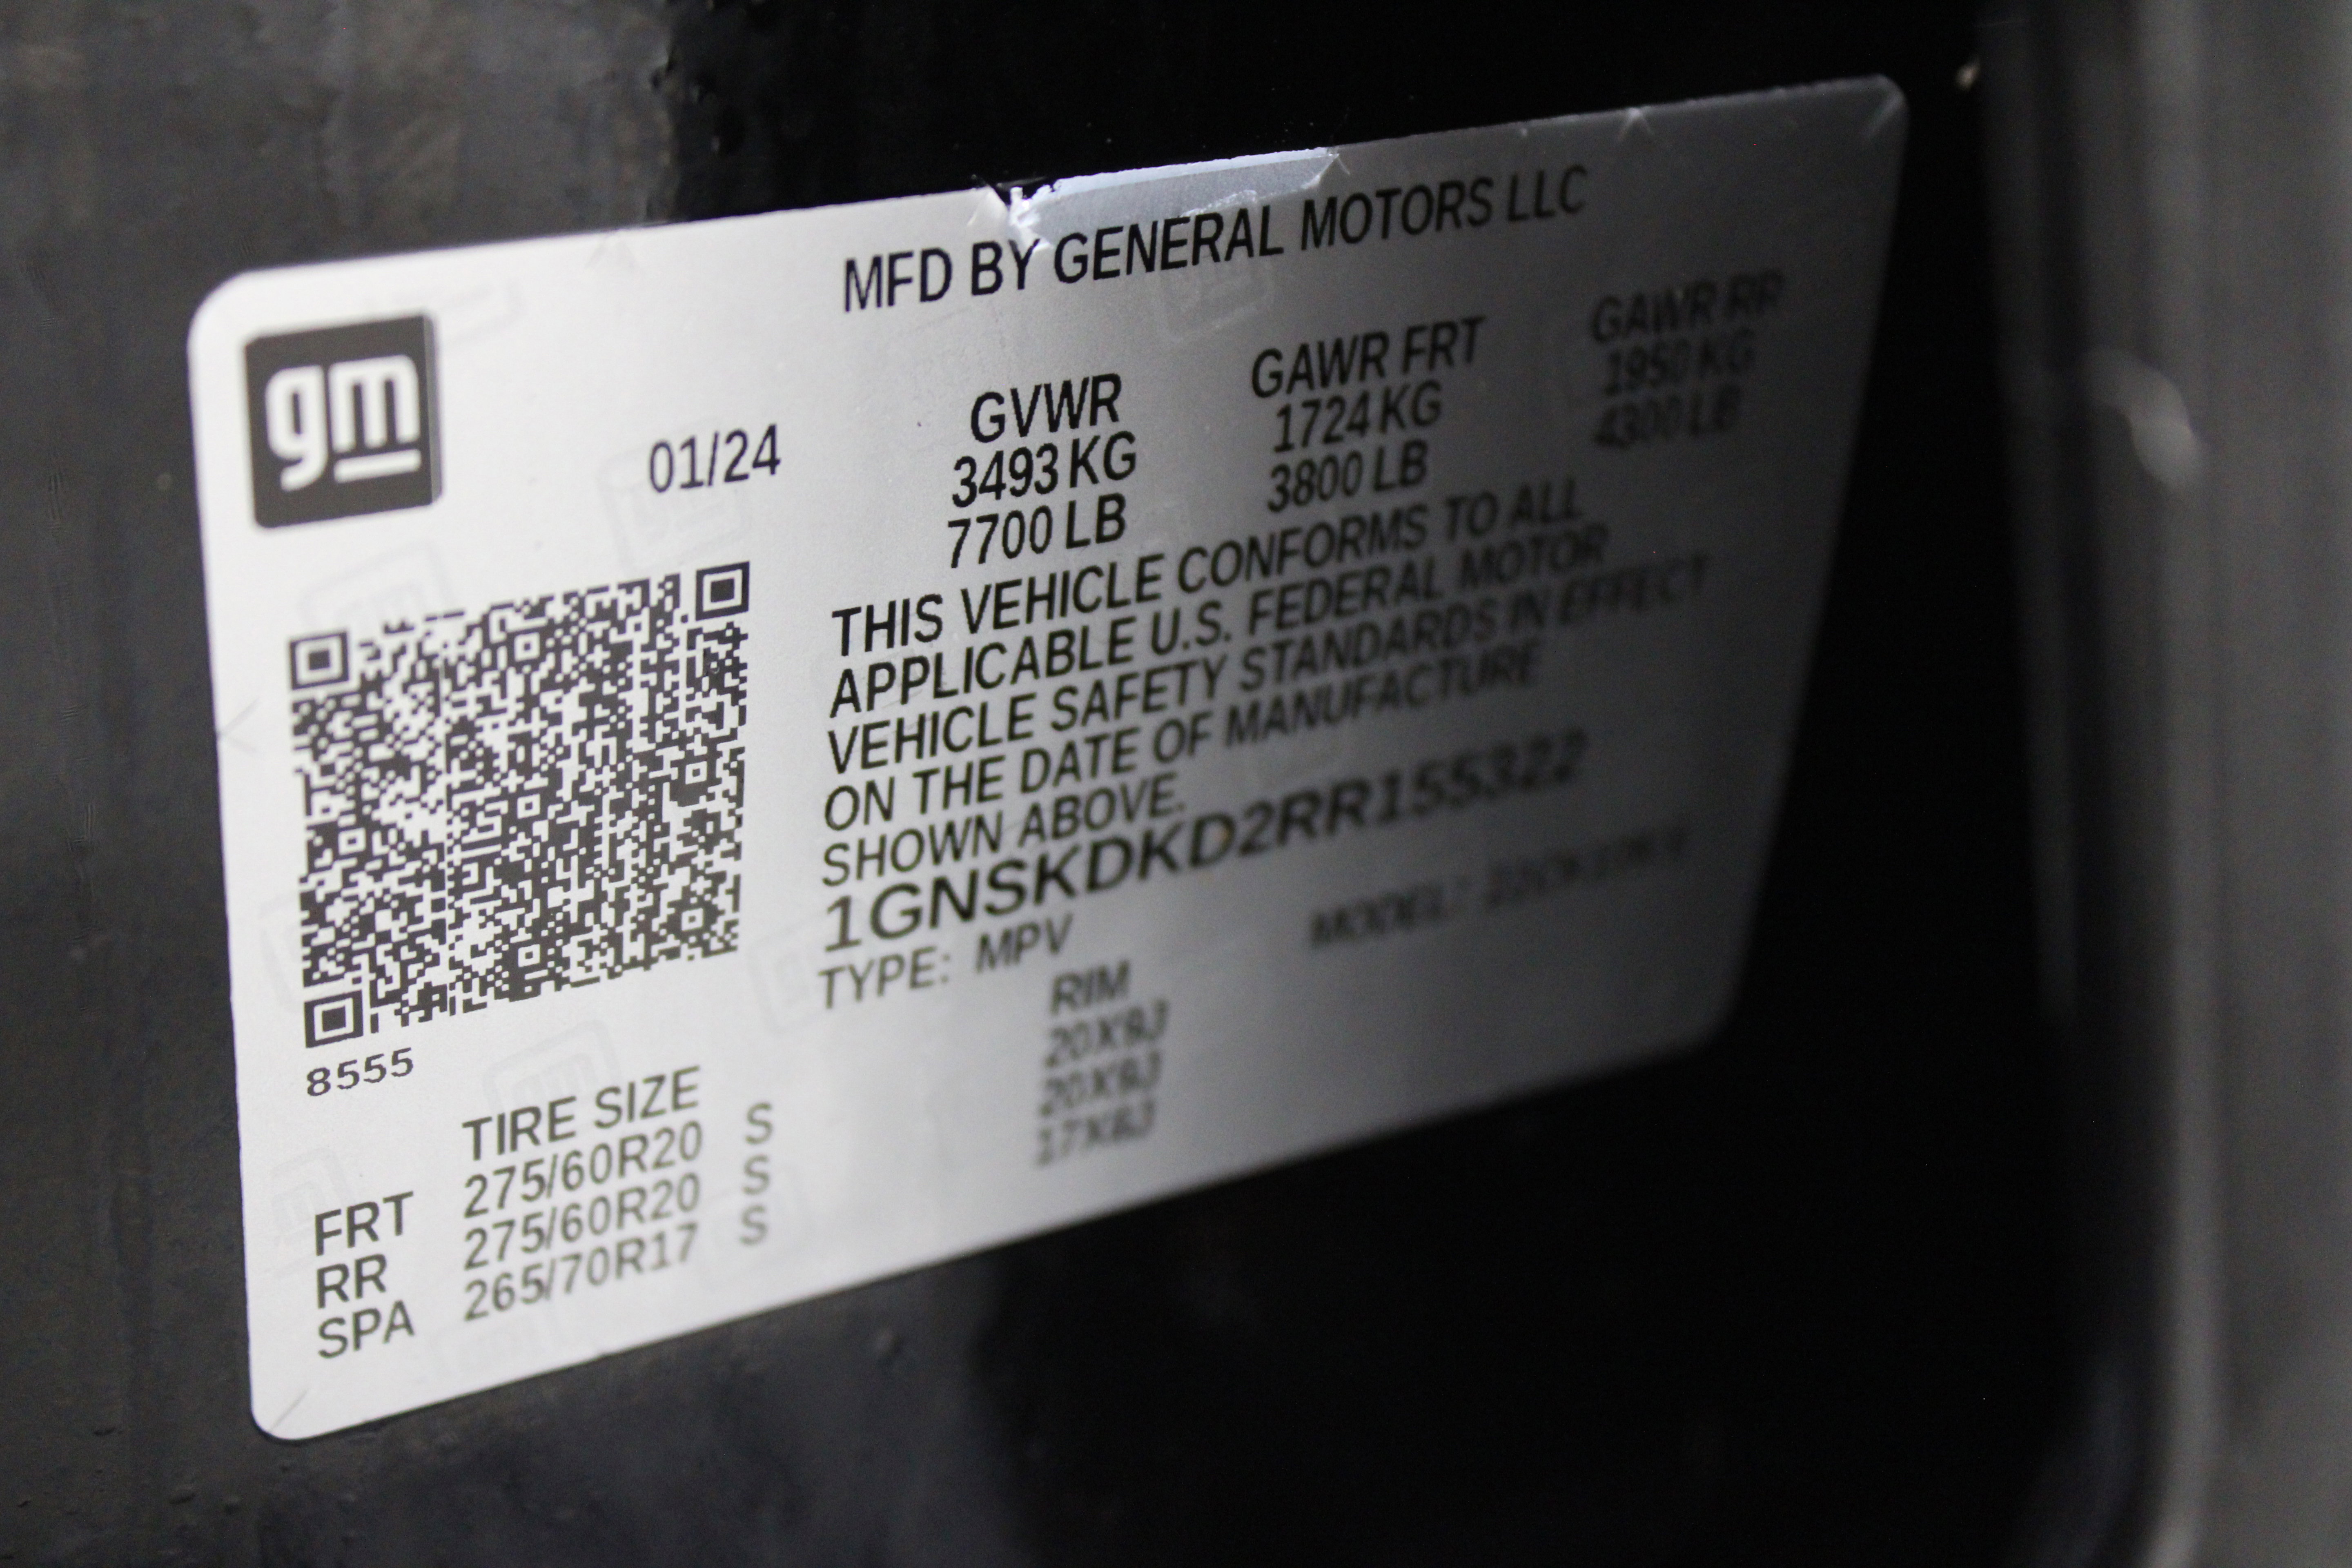 MFD BY GENERAL MOTORS LLC
gm
01/24
GVWR GAWR FRT GAWR RR
3493 KG 1724 KG 1950 KG
7700 LB 3800 LB 4300 LB
THIS VEHICLE CONFORMS TO ALL
APPLICABLE U.S. FEDERAL MOTOR
VEHICLE SAFETY STANDARDS IN EFFECT
ON THE DATE OF MANUFACTURE
SHOWN ABOVE.
1GNSKDKD2RR155322
TYPE: MPV MODEL:
8555
TIRE SIZE RIM
FRT 275/60R20 S 20X9J
RR 275/60R20 S 20X9J
SPA 265/70R17 S 17X8J